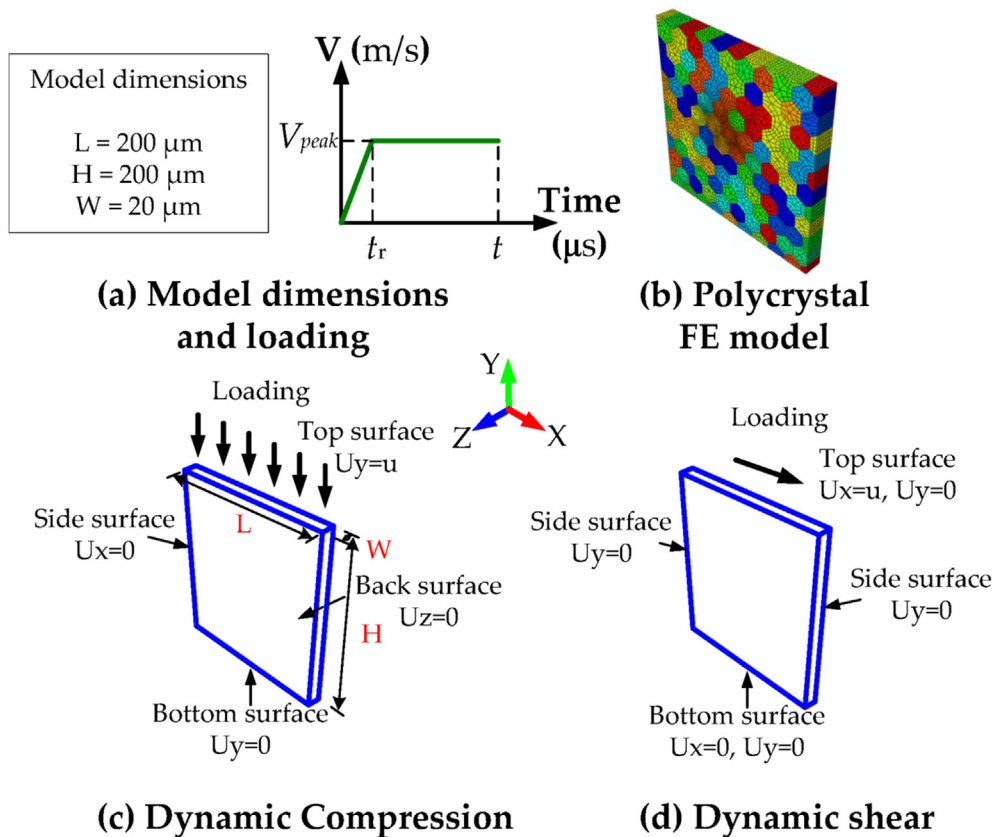 Model dimensions
L = 200 μm
H = 200 μm
W = 20 μm
V (m/s)
Vpeak
tr
t
Time
(μs)
(a) Model dimensions
and loading
(b) Polycrystal
FE model
Loading
Top surface
Uy=u
Side surface
Ux=0
L
W
Back surface
Uz=0
H
Bottom surface
Uy=0
Y
Z
X
Loading
Top surface
Ux=u, Uy=0
Side surface
Uy=0
Side surface
Uy=0
Bottom surface
Ux=0, Uy=0
(c) Dynamic Compression
(d) Dynamic shear